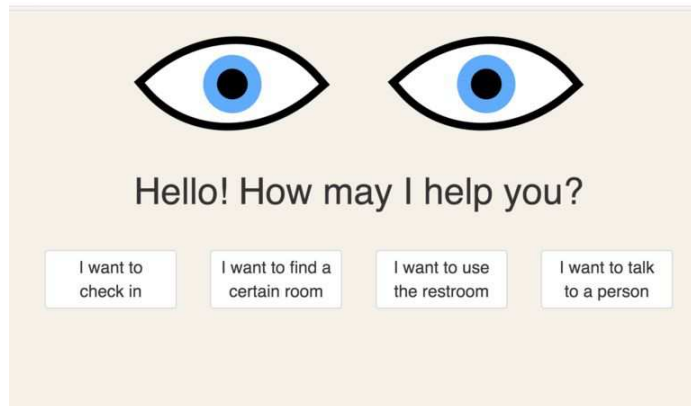 Hello! How may I help you?
I want to
check in
I want to find a
certain room
I want to use
the restroom
I want to talk
to a person